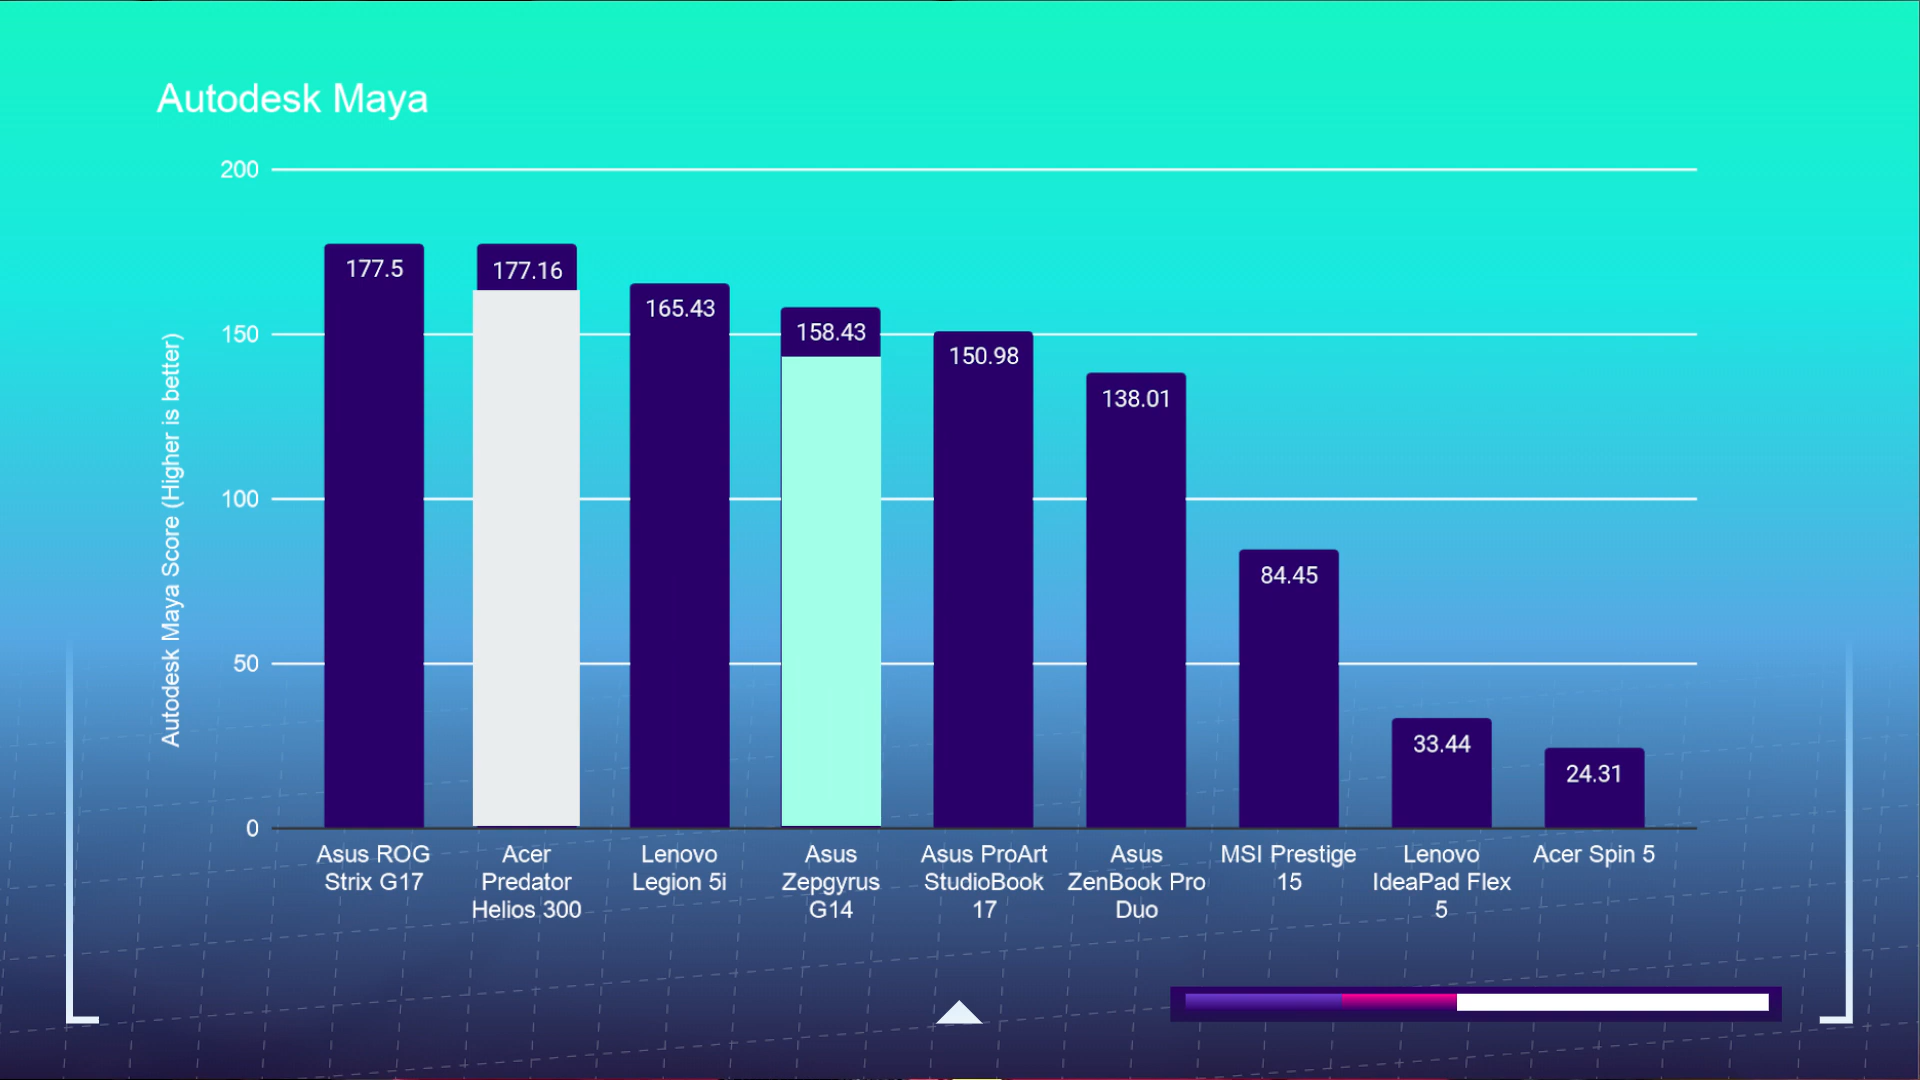 Autodesk Maya
Autodesk Maya Score (Higher is better)
200
150
100
50
0
177.5
177.16
165.43
158.43
150.98
138.01
84.45
33.44
24.31
Asus ROG
Strix G17
Acer
Predator
Helios 300
Lenovo
Legion 5i
Asus
Zepgyrus
G14
Asus ProArt
StudioBook
17
Asus
ZenBook Pro
Duo
MSI Prestige
15
Lenovo
IdeaPad Flex
5
Acer Spin 5